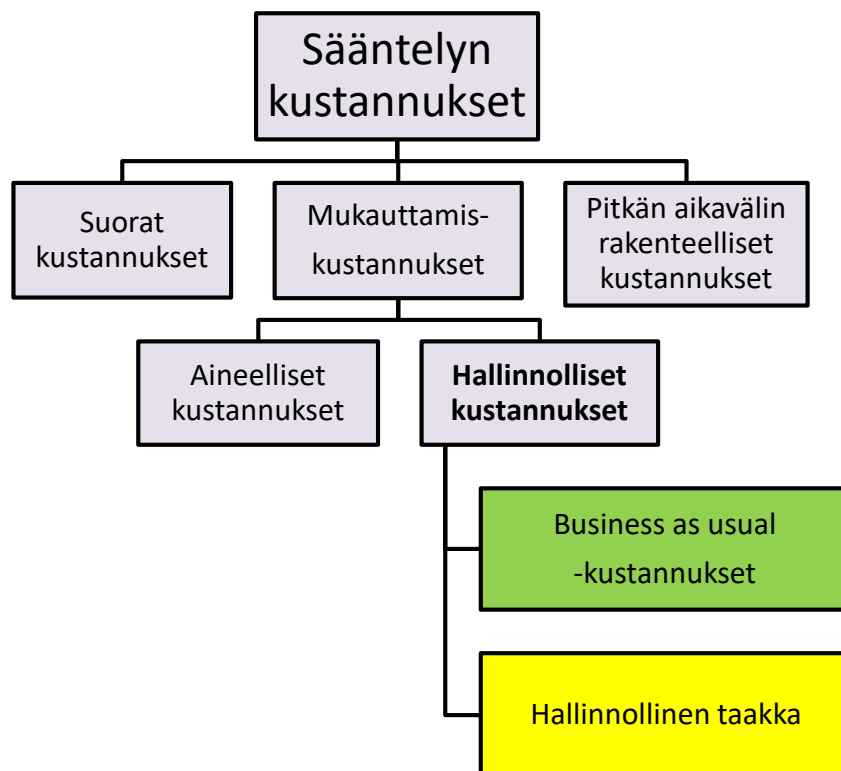 Sääntelyn
kustannukset
Suorat
kustannukset
Mukauttamis-
kustannukset
Pitkän aikavälin
rakenteelliset
kustannukset
Aineelliset
kustannukset
Hallinnolliset
kustannukset
Business as usual
-kustannukset
Hallinnollinen taakka